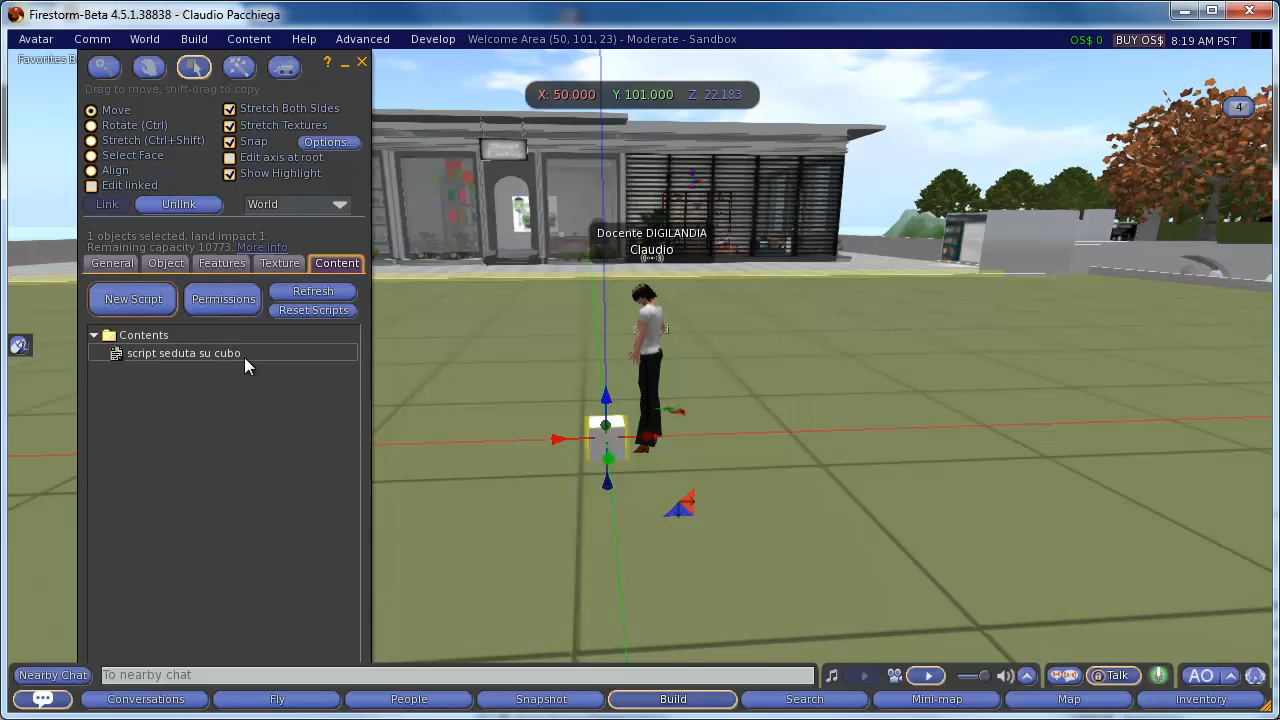 Firestorm-Beta 4.5.1.38838 - Claudio Pacchiega
Avatar Comm World Build Content Help Advanced Develop Welcome Area (50, 101, 23) - Moderate - Sandbox OS$ 0 BUY OS$ 8:19 AM PST
Favorites B
?
Drag to move, shift-drag to copy
X: 50.000 Y: 101.000 Z: 22.183
4
Move
Stretch Both Sides
Rotate (Ctrl)
Stretch Textures
Stretch (Ctrl+Shift)
Snap
Options...
Select Face
Edit axis at root
Align
Show Highlight
Edit linked
Link
Unlink
World
selected, land impact 1
Remaining capacity 10773. More info
General Object Features Texture Content
New Script
Permissions
Refresh
Reset Scripts
Contents
script seduta su cubo
Docente DIGILANDIA
Claudio
Nearby Chat
To nearby chat
Talk
AO
Conversations Fly People Snapshot Build Search Mini-map Map Inventory